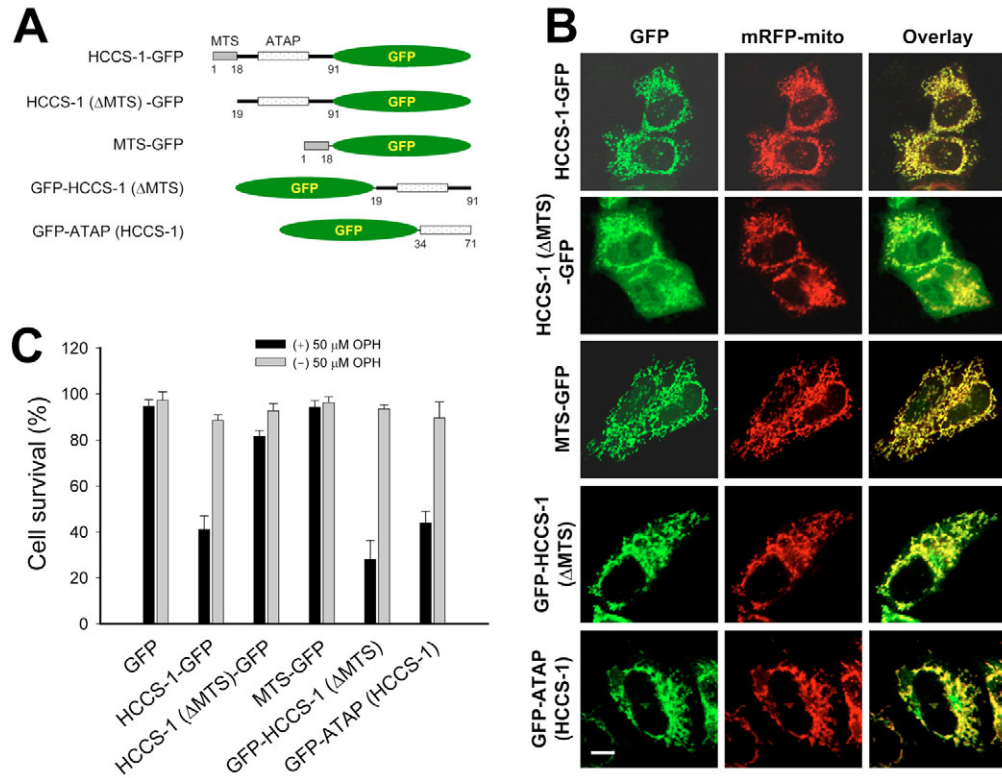 A
MTS ATAP
HCCS-1-GFP
GFP
1 18 91
HCCS-1 (ΔMTS) -GFP
GFP
19 91
MTS-GFP
GFP
1 18
GFP-HCCS-1 (ΔMTS)
GFP
19 91
GFP-ATAP (HCCS-1)
GFP
34 71
B
GFP mRFP-mito Overlay
HCCS-1-GFP
HCCS-1 (ΔMTS)
-GFP
MTS-GFP
GFP-HCCS-1
(ΔMTS)
GFP-ATAP
(HCCS-1)
C
(+) 50 μM OPH
(−) 50 μM OPH
Cell survival (%)
120
100
80
60
40
20
0
GFP
HCCS-1-GFP
HCCS-1 (ΔMTS)-GFP
MTS-GFP
GFP-HCCS-1 (ΔMTS)
GFP-ATAP (HCCS-1)